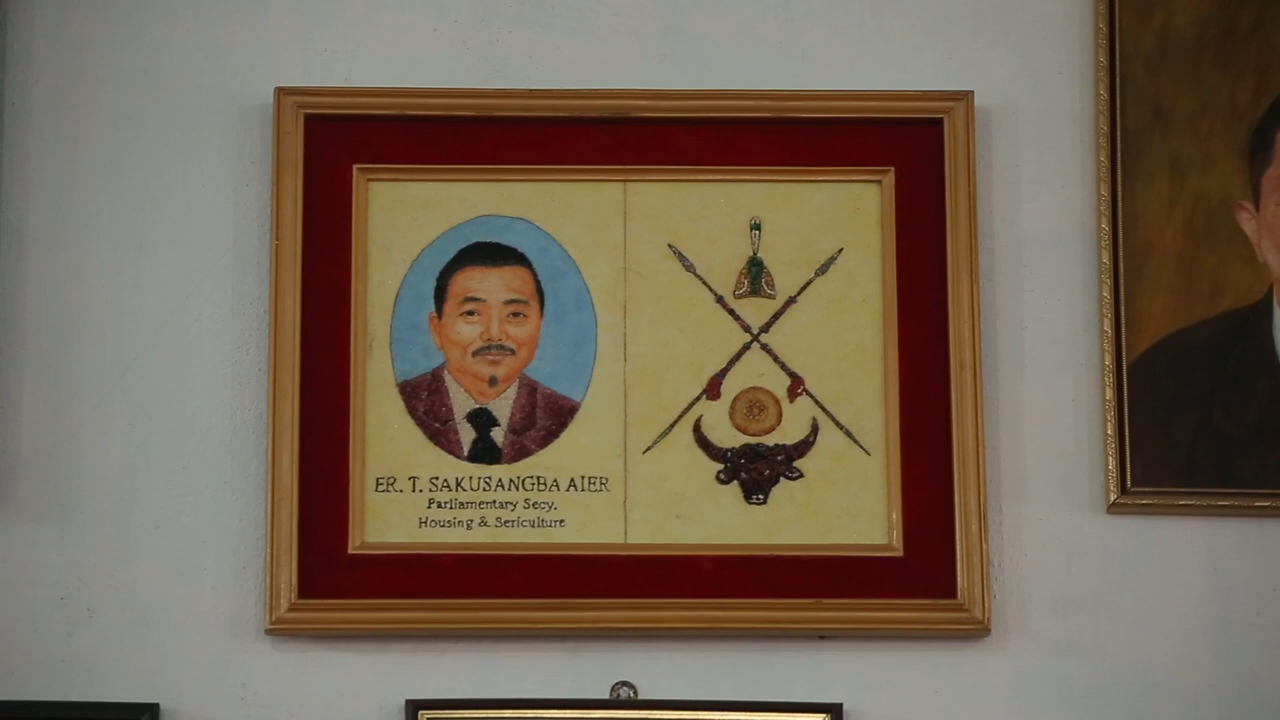 ER. T. SAKUSANGBA AIER
Parliamentary Secy.
Housing & Sericulture